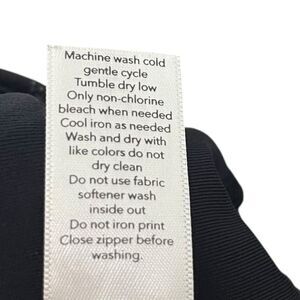 Machine wash cold
gentle cycle
Tumble dry low
Only non-chlorine
bleach when needed
Cool iron as needed
Wash and dry with
like colors do not
dry clean
Do not use fabric
softener wash
inside out
Do not iron print
Close zipper before
washing.